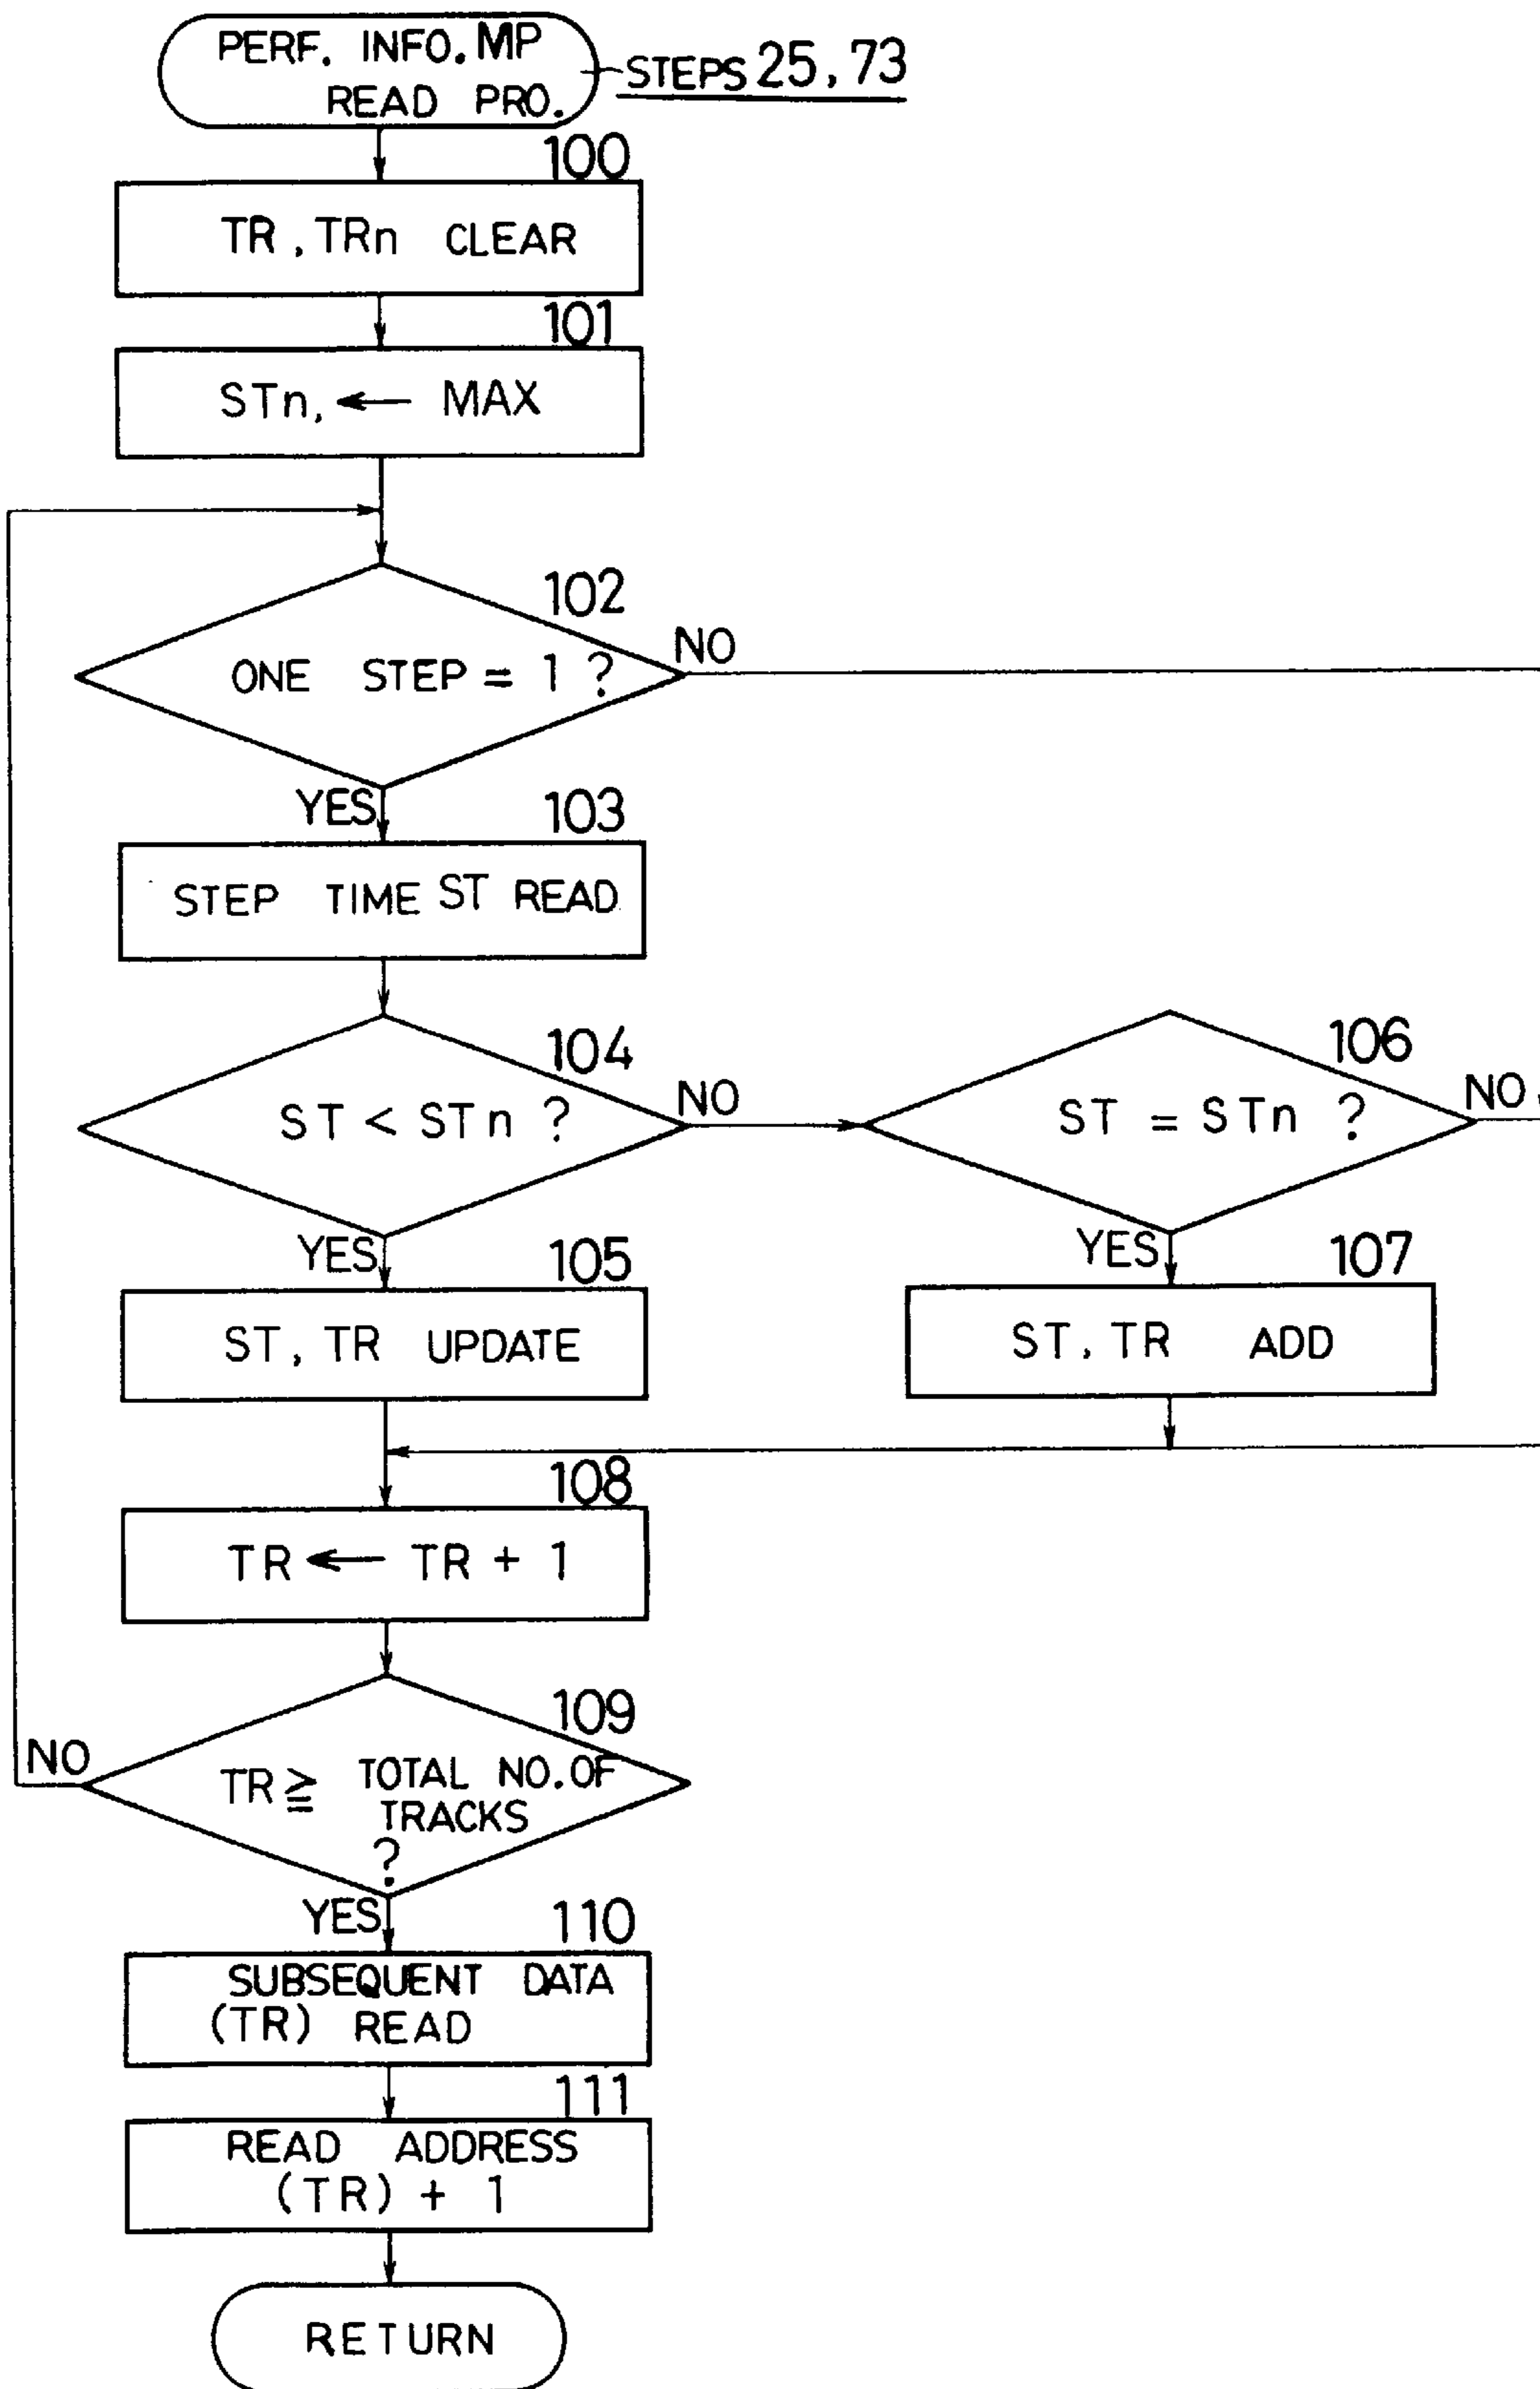 PERF. INFO. MP
READ PRO.
STEPS 25, 73
100
TR, TRn CLEAR
101
STn, ← MAX
102
ONE STEP = 1 ?
NO
YES
103
STEP TIME ST READ
104
ST < STn ?
NO
106
ST = STn ?
NO
YES
105
ST, TR UPDATE
YES
107
ST, TR ADD
108
TR ← TR + 1
109
TR ≧ TOTAL NO. OF
TRACKS
?
NO
YES
110
SUBSEQUENT DATA
(TR) READ
111
READ ADDRESS
(TR) + 1
RETURN